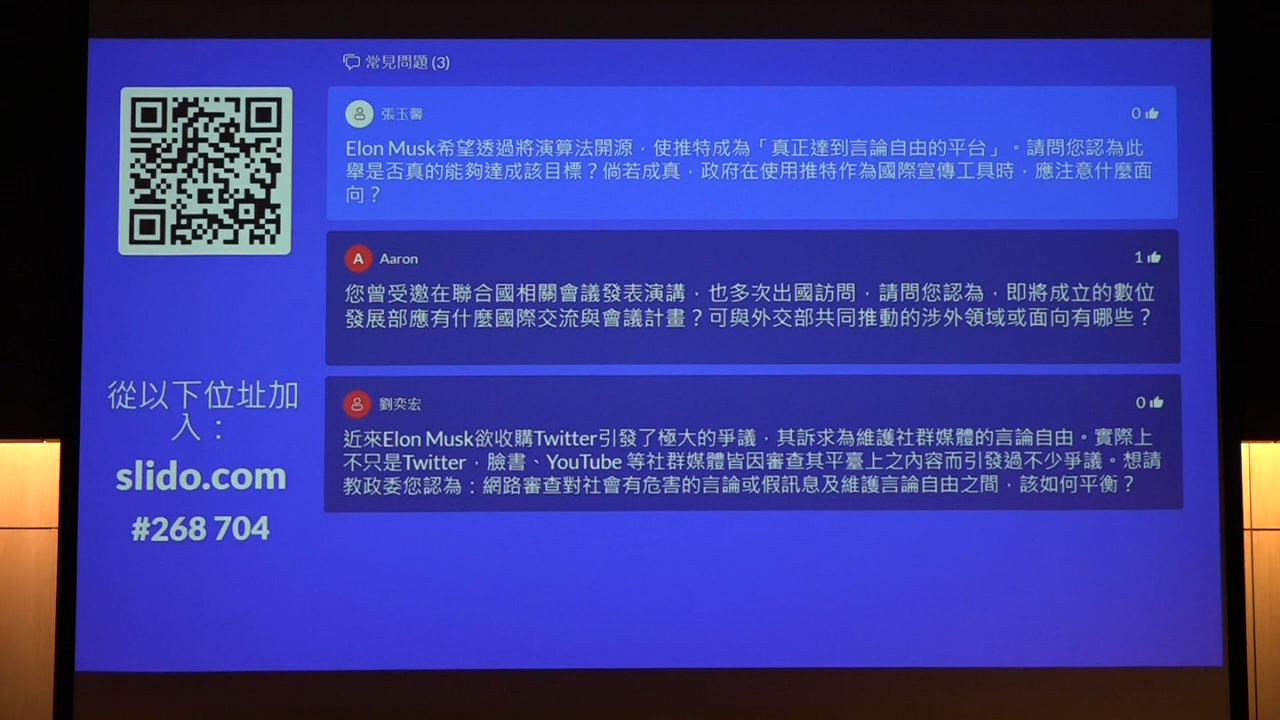 常見問題 (3)
張玉馨
0
Elon Musk希望透過將演算法開源，使推特成為「真正達到言論自由的平台」。請問您認為此
舉是否真的能夠達成該目標？倘若成真，政府在使用推特作為國際宣傳工具時，應注意什麼面
向？
A Aaron
1
您曾受邀在聯合國相關會議發表演講，也多次出國訪問，請問您認為，即將成立的數位
發展部應有什麼國際交流與會議計畫？可與外交部共同推動的涉外領域或面向有哪些？
劉奕宏
0
近來Elon Musk欲收購Twitter引發了極大的爭議，其訴求為維護社群媒體的言論自由。實際上
不只是Twitter，臉書、YouTube 等社群媒體皆因審查其平臺上之內容而引發過不少爭議。想請
教政委您認為：網路審查對社會有危害的言論或假訊息及維護言論自由之間，該如何平衡？
從以下位址加
入：
slido.com
#268 704